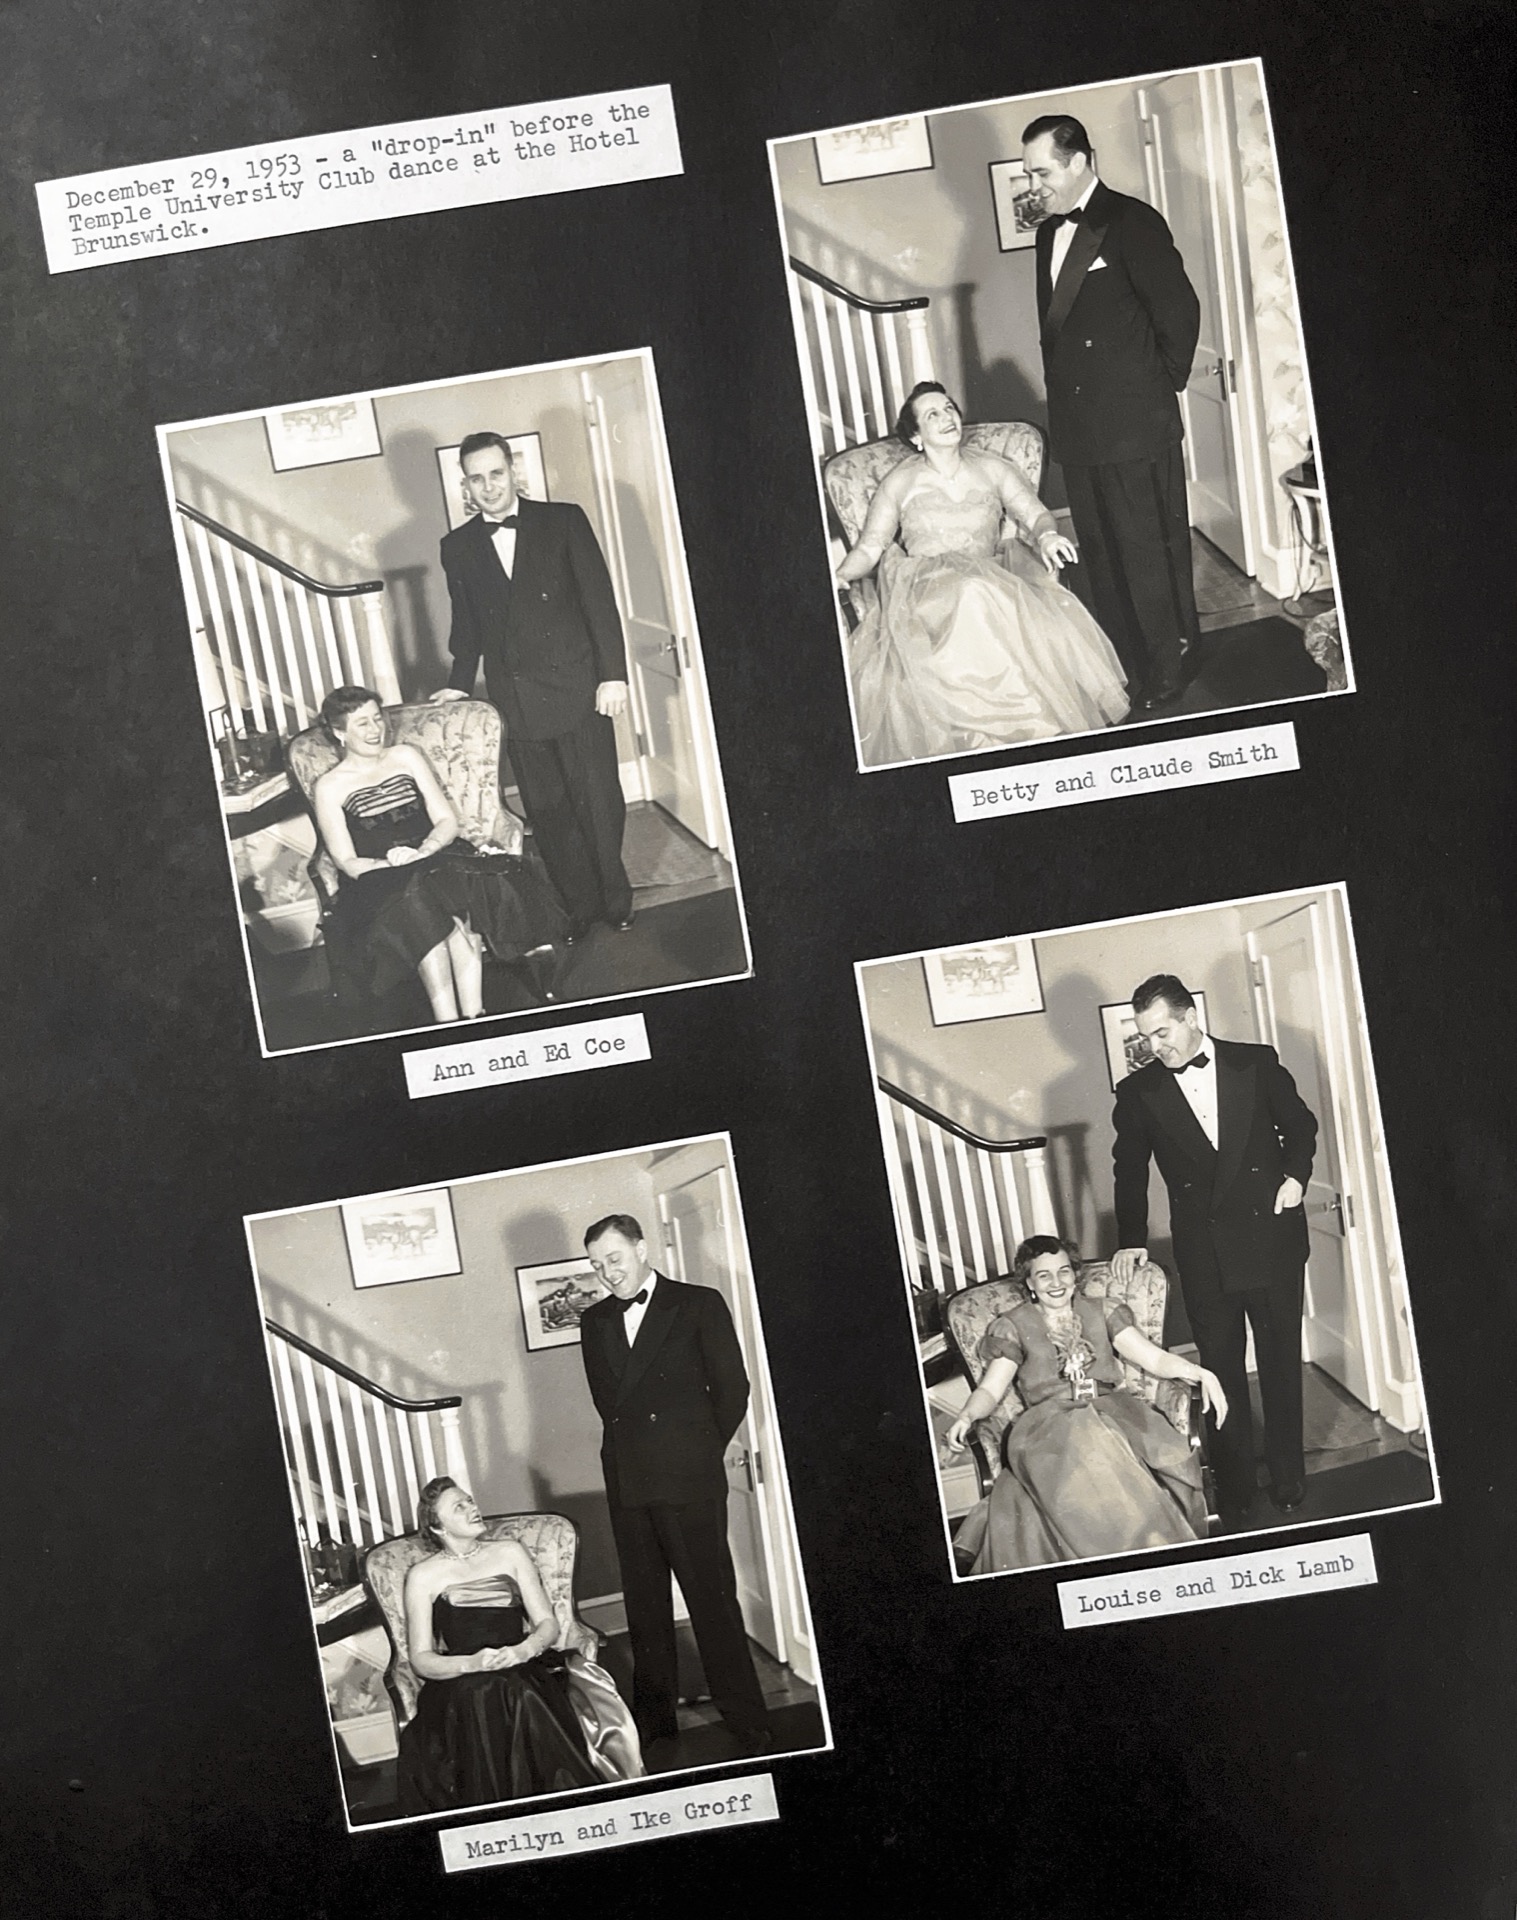 December 29, 1953 - a "drop-in" before the
Temple University Club dance at the Hotel
Brunswick.
Betty and Claude Smith
Ann and Ed Coe
Louise and Dick Lamb
Marilyn and Ike Groff